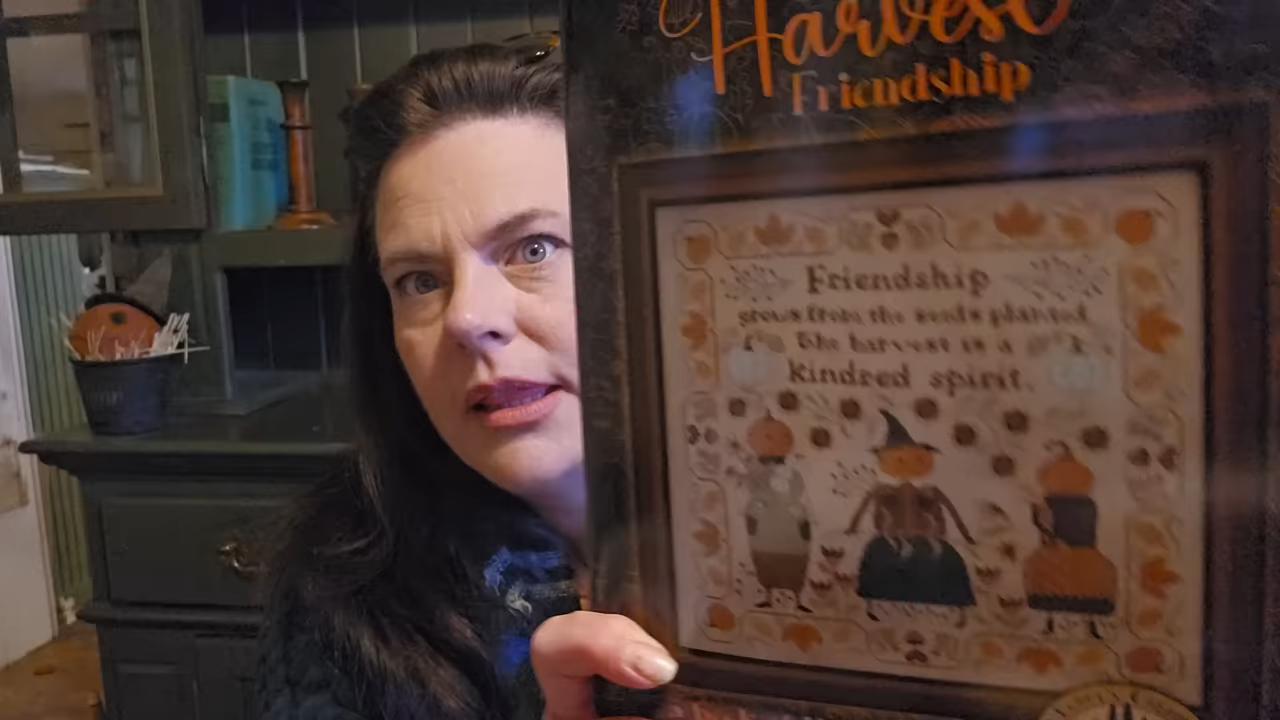 Harvest
Friendship
Friendship
grows from the seeds planted
The harvest is a
kindred spirit.